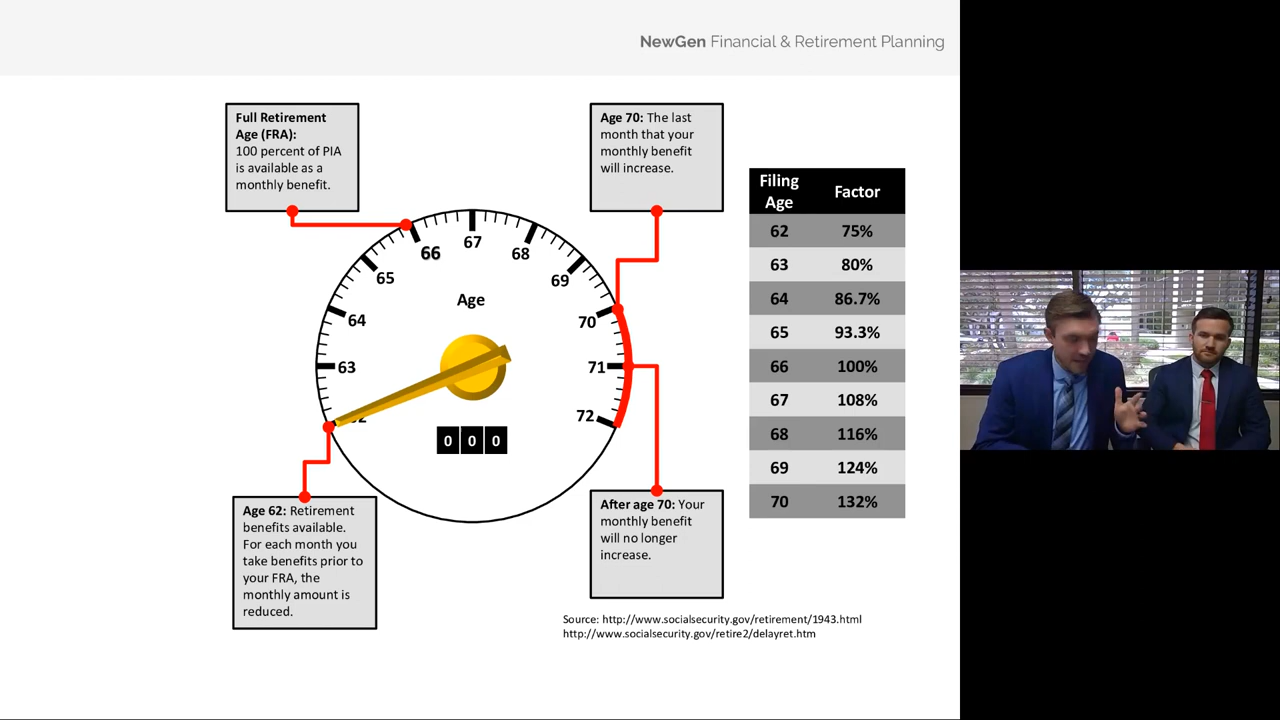 NewGen Financial & Retirement Planning
Full Retirement
Age (FRA):
100 percent of PIA
is available as a
monthly benefit.
Age 70: The last
month that your
monthly benefit
will increase.
Filing
Age
Factor
62 75%
63 80%
64 86.7%
65 93.3%
66 100%
67 108%
68 116%
69 124%
70 132%
67
66
68
65
69
Age
64
70
63
71
72
0 0 0
Age 62: Retirement
benefits available.
For each month you
take benefits prior to
your FRA, the
monthly amount is
reduced.
After age 70: Your
monthly benefit
will no longer
increase.
Source: http://www.socialsecurity.gov/retirement/1943.html
http://www.socialsecurity.gov/retire2/delayret.htm